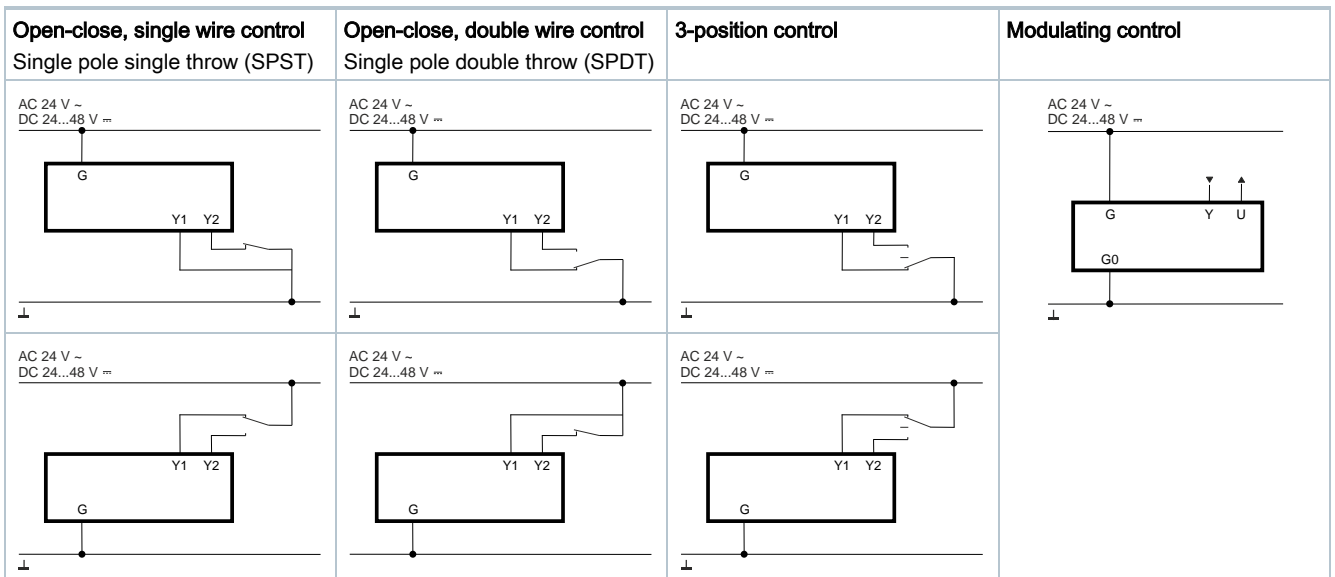 Open-close, single wire control
Single pole single throw (SPST)
Open-close, double wire control
Single pole double throw (SPDT)
3-position control
Modulating control
AC 24 V ~
DC 24...48 V ⎓
G
Y1 Y2
AC 24 V ~
DC 24...48 V ⎓
G
Y1 Y2
AC 24 V ~
DC 24...48 V ⎓
G
Y1 Y2
AC 24 V ~
DC 24...48 V ⎓
G Y U
G0
AC 24 V ~
DC 24...48 V ⎓
Y1 Y2
G
AC 24 V ~
DC 24...48 V ⎓
Y1 Y2
G
AC 24 V ~
DC 24...48 V ⎓
Y1 Y2
G